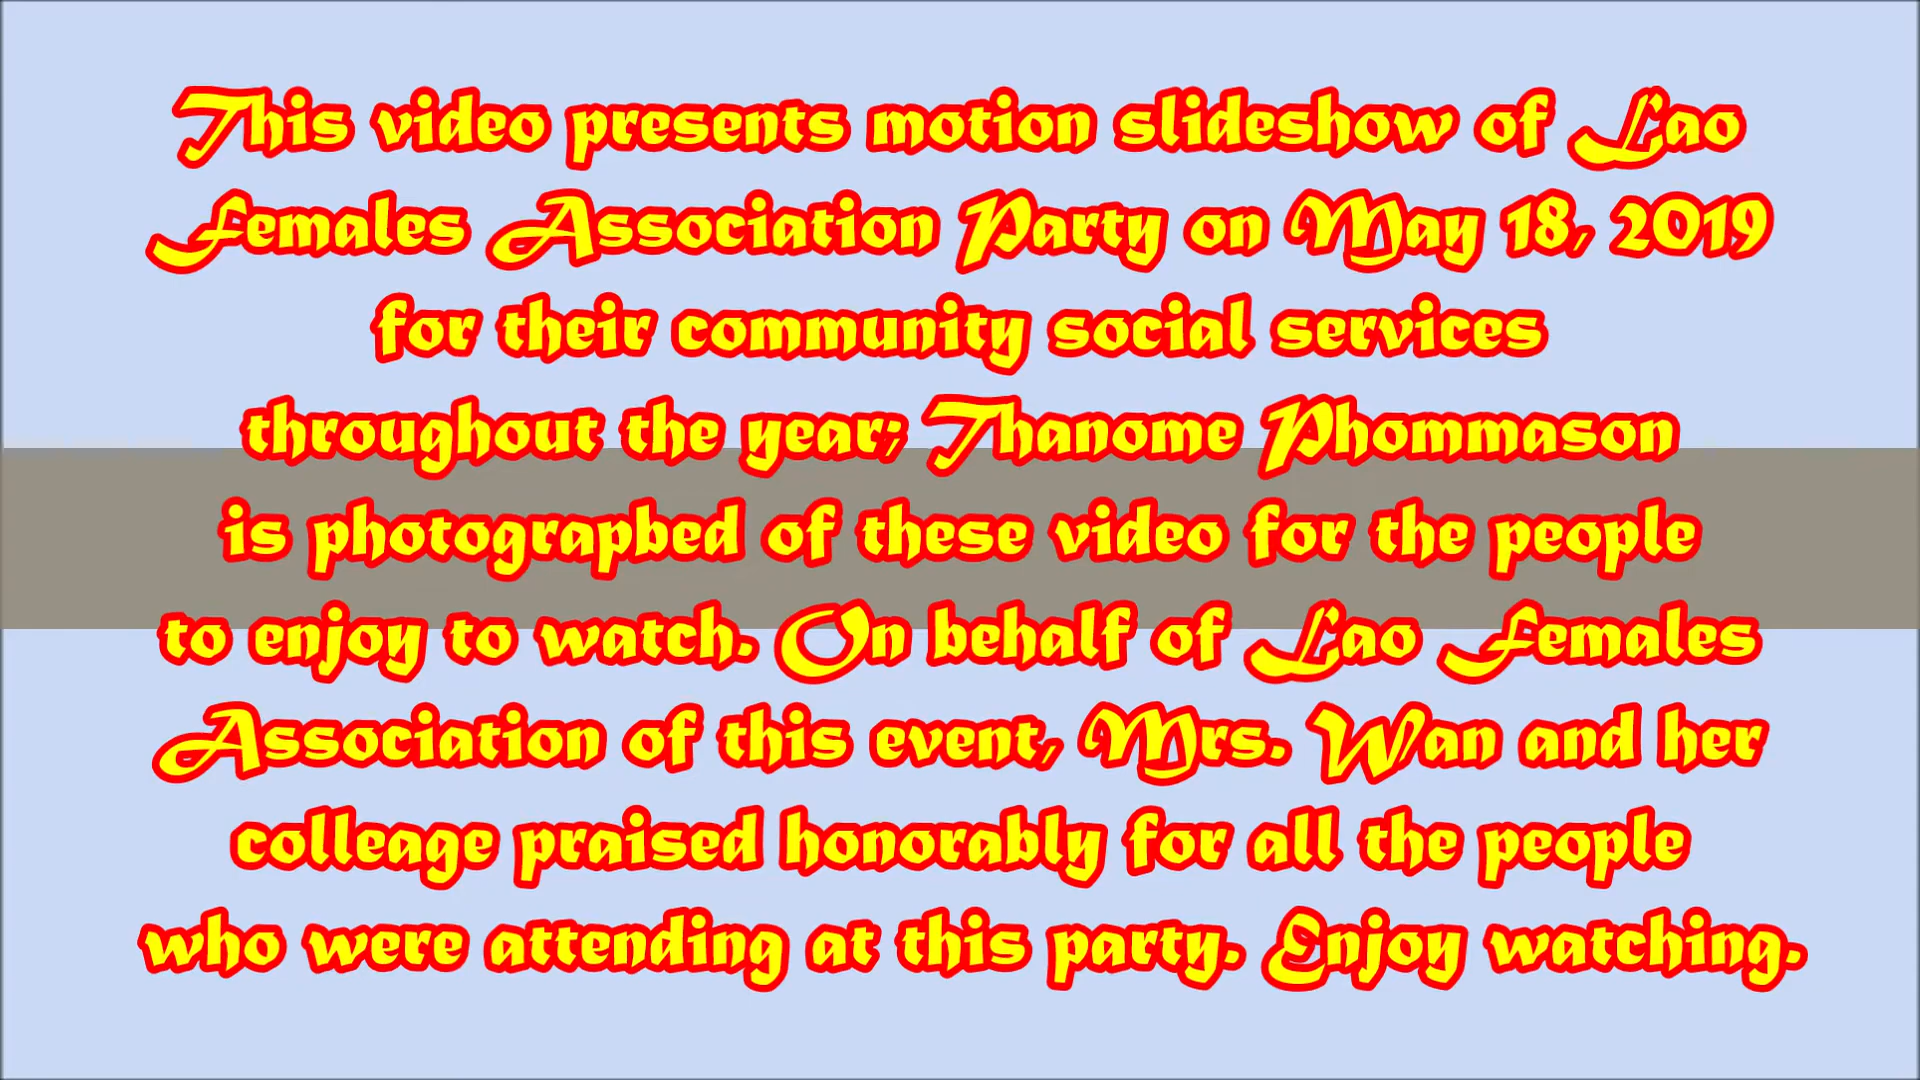 This video presents motion slideshow of Lao
Females Association Party on May 18, 2019
for their community social services
throughout the year; Thanome Phommason
is photograpbed of these video for the people
to enjoy to watch. On behalf of Lao Females
Association of this event, Mrs. Wan and her
colleage praised honorably for all the people
who were attending at this party. Enjoy watching.